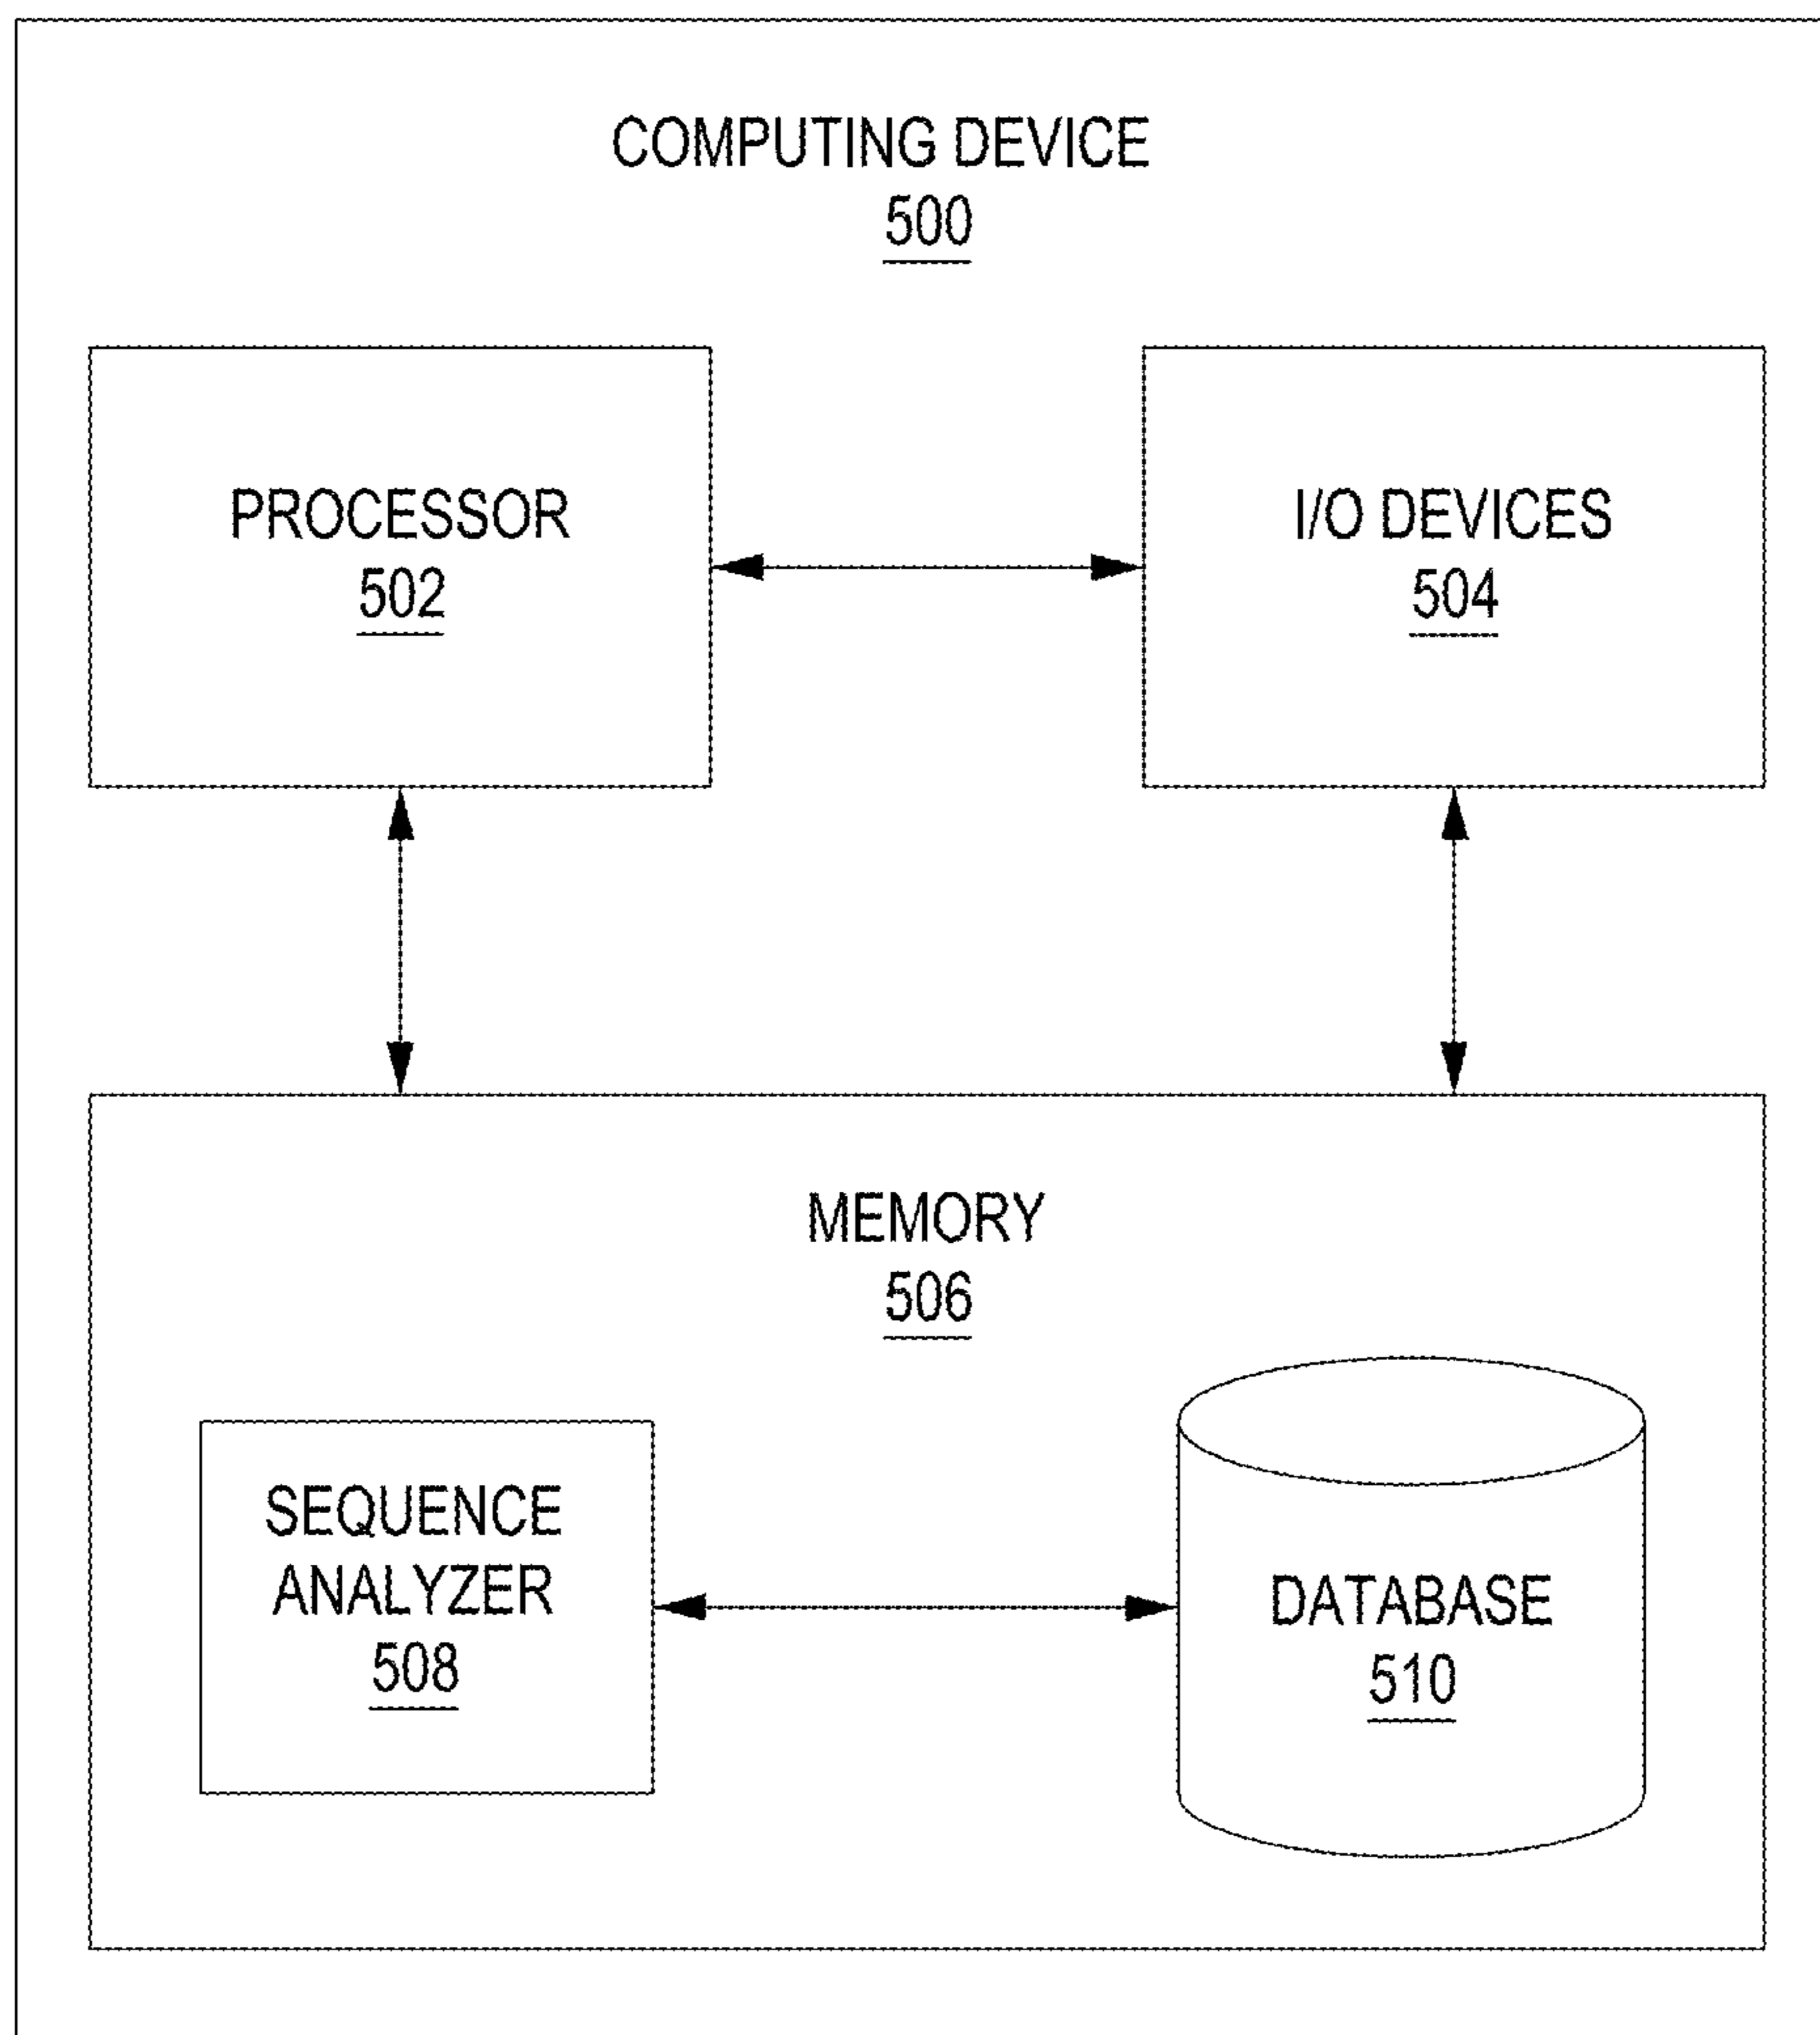 COMPUTING DEVICE
500
PROCESSOR
502
I/O DEVICES
504
MEMORY
506
SEQUENCE
ANALYZER
508
DATABASE
510